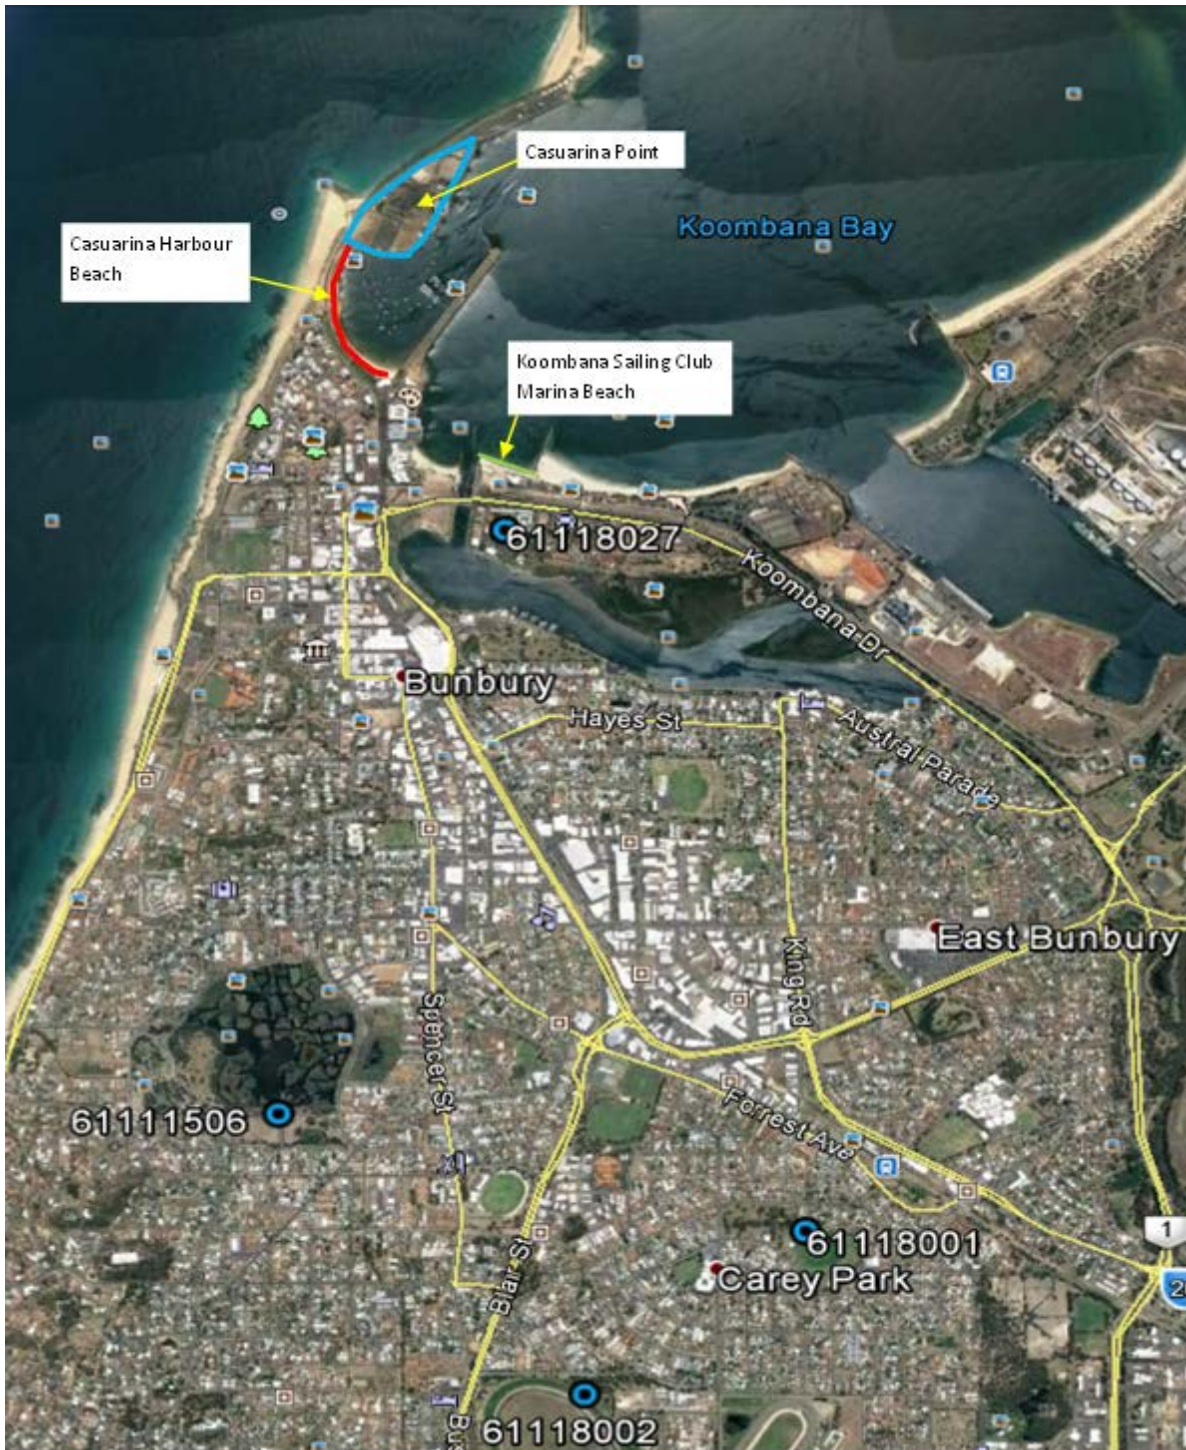 Casuarina Point
Koombana Bay
Casuarina Harbour
Beach
Koombana Sailing Club
Marina Beach
61118027
Koombana Dr
Bunbury
Hayes St
Austral Parade
East Bunbury
King Rd
Spencer St
61111506
Forrest Ave
1
61118001
Carey Park
Blair St
61118002